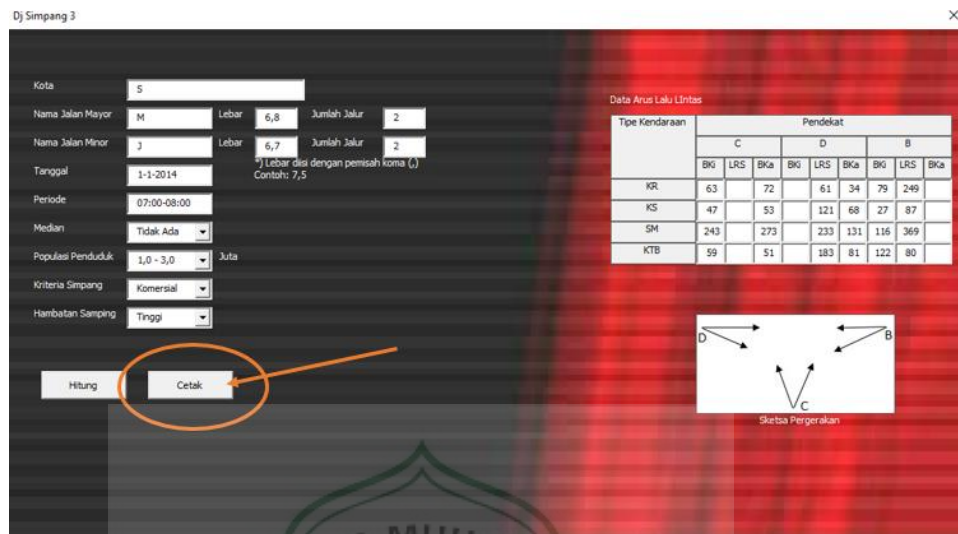 Dj Simpang 3
Kota S
Nama Jalan Mayor M Lebar 6,8 Jumlah Jalur 2
Nama Jalan Minor J Lebar 6,7 Jumlah Jalur 2
*) Lebar diisi dengan pemisah koma (,)
Contoh: 7,5
Tanggal 1-1-2014
Periode 07:00-08:00
Median Tidak Ada
Populasi Penduduk 1,0 - 3,0 Juta
Kriteria Simpang Komersial
Hambatan Samping Tinggi
Hitung Cetak
Data Arus Lalu LIntas
Tipe Kendaraan Pendekat
C D B
BKi LRS BKa BKi LRS BKa BKi LRS BKa
KR 63 72 61 34 79 249
KS 47 53 121 68 27 87
SM 243 273 233 131 116 369
KTB 59 51 183 81 122 80
D B
C
Sketsa Pergerakan